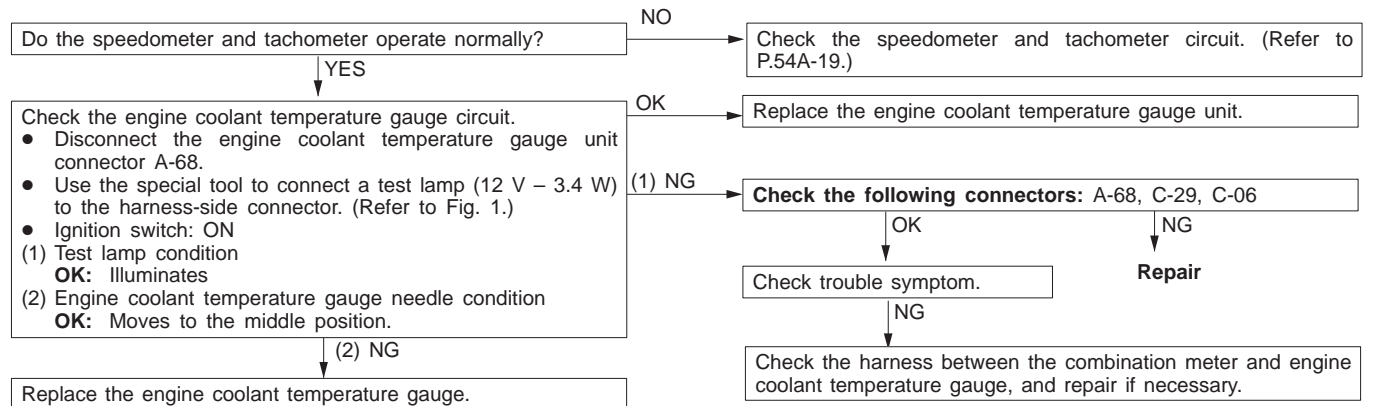 NO
Do the speedometer and tachometer operate normally?
Check the speedometer and tachometer circuit. (Refer to
P.54A-19.)
YES
Check the engine coolant temperature gauge circuit.
● Disconnect the engine coolant temperature gauge unit
connector A-68.
● Use the special tool to connect a test lamp (12 V – 3.4 W)
to the harness-side connector. (Refer to Fig. 1.)
● Ignition switch: ON
(1) Test lamp condition
OK: Illuminates
(2) Engine coolant temperature gauge needle condition
OK: Moves to the middle position.
OK
Replace the engine coolant temperature gauge unit.
(1) NG
Check the following connectors: A-68, C-29, C-06
OK
NG
Repair
Check trouble symptom.
NG
Check the harness between the combination meter and engine
coolant temperature gauge, and repair if necessary.
(2) NG
Replace the engine coolant temperature gauge.